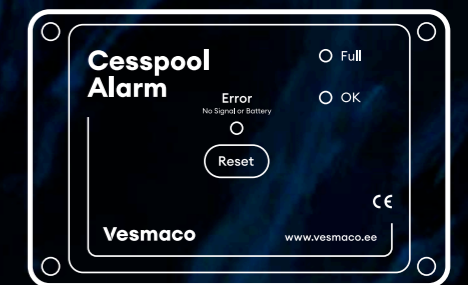 Cesspool
Alarm
Full
OK
Error
No Signal or Battery
Reset
CE
Vesmaco
www.vesmaco.ee